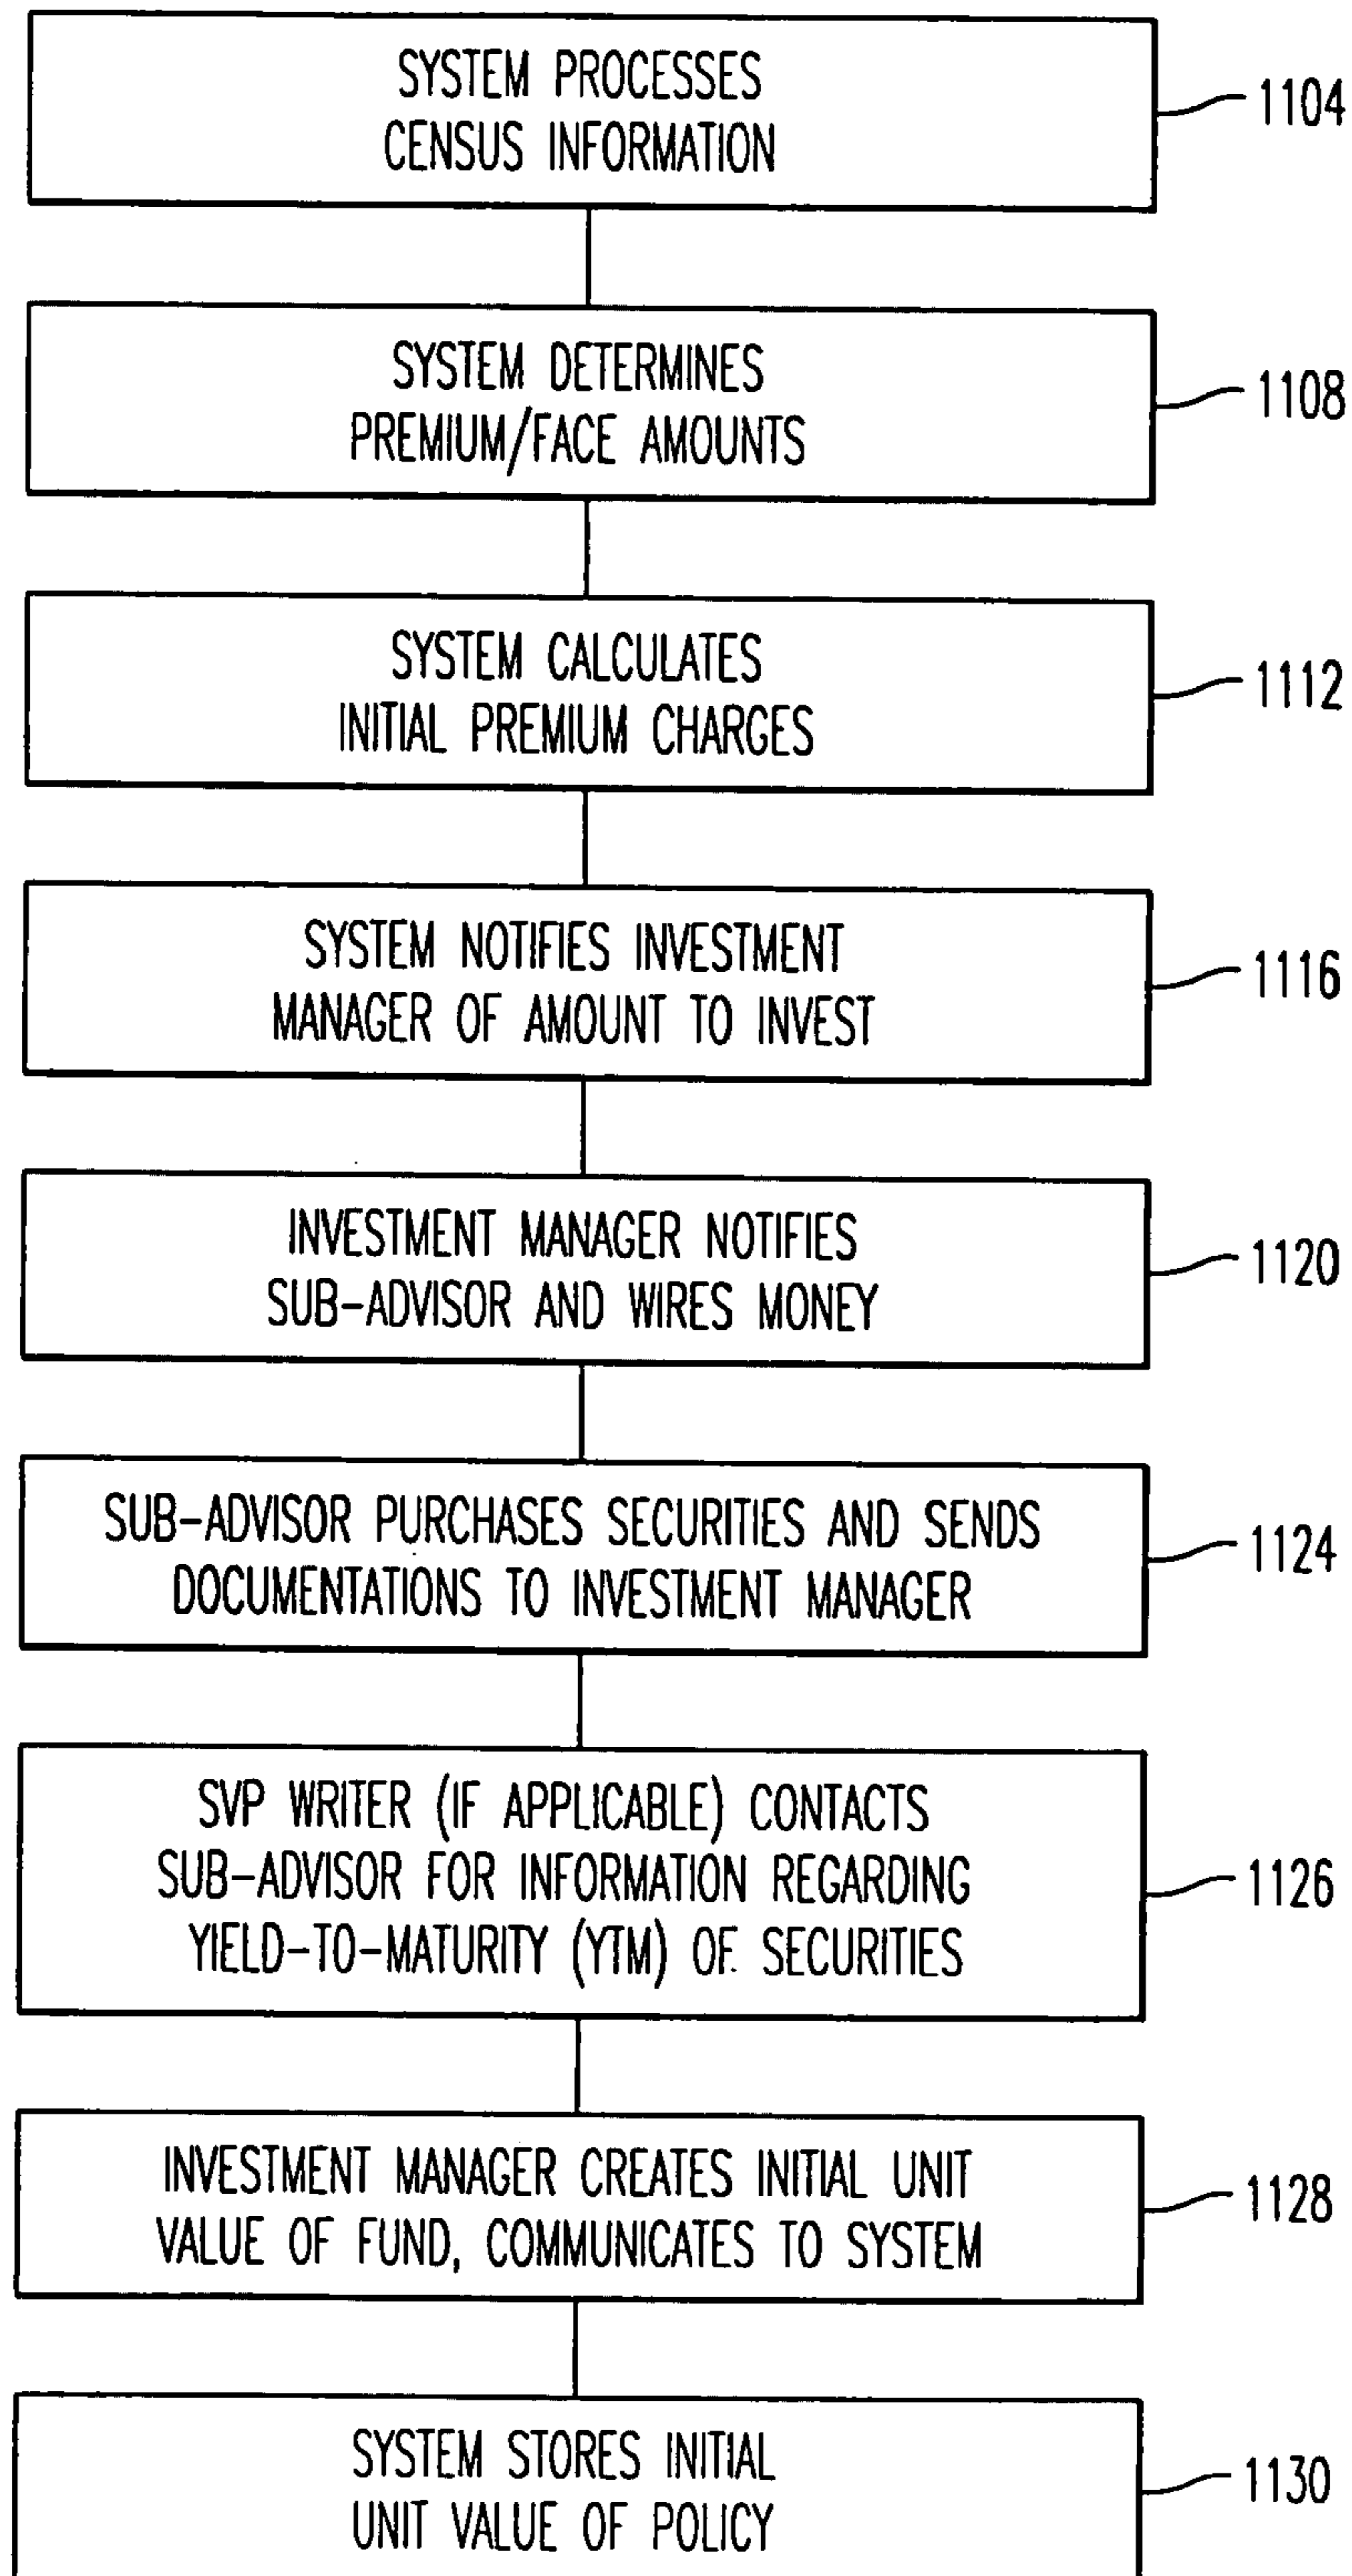 SYSTEM PROCESSES
CENSUS INFORMATION
1104
SYSTEM DETERMINES
PREMIUM/FACE AMOUNTS
1108
SYSTEM CALCULATES
INITIAL PREMIUM CHARGES
1112
SYSTEM NOTIFIES INVESTMENT
MANAGER OF AMOUNT TO INVEST
1116
INVESTMENT MANAGER NOTIFIES
SUB-ADVISOR AND WIRES MONEY
1120
SUB-ADVISOR PURCHASES SECURITIES AND SENDS
DOCUMENTATIONS TO INVESTMENT MANAGER
1124
SVP WRITER (IF APPLICABLE) CONTACTS
SUB-ADVISOR FOR INFORMATION REGARDING
YIELD-TO-MATURITY (YTM) OF SECURITIES
1126
INVESTMENT MANAGER CREATES INITIAL UNIT
VALUE OF FUND, COMMUNICATES TO SYSTEM
1128
SYSTEM STORES INITIAL
UNIT VALUE OF POLICY
1130